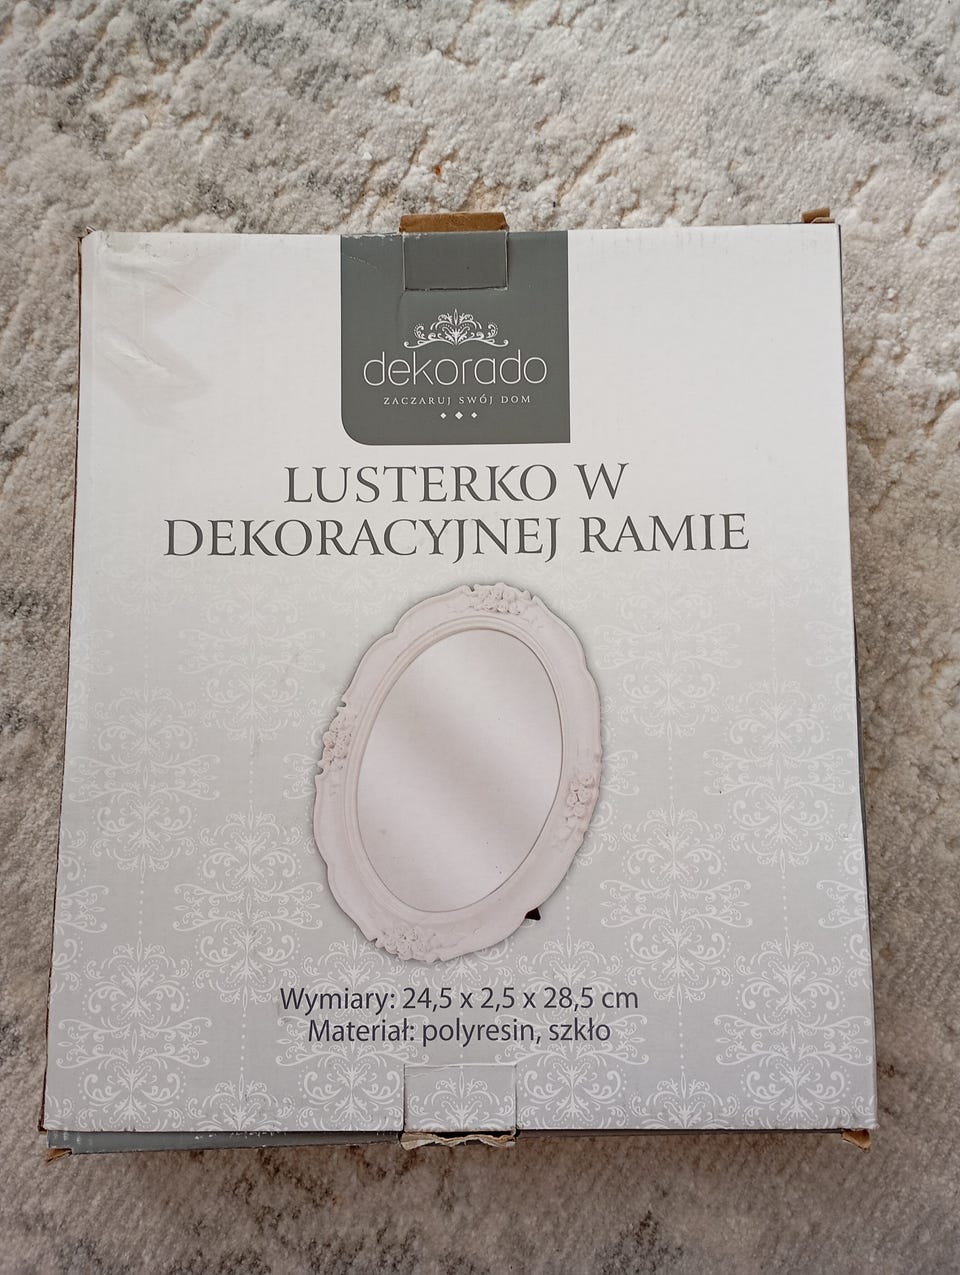 dekorado
ZACZARUJ SWÓJ DOM
LUSTERKO W
DEKORACYJNEJ RAMIE
Wymiary: 24,5 x 2,5 x 28,5 cm
Materiał: polyresin, szkło